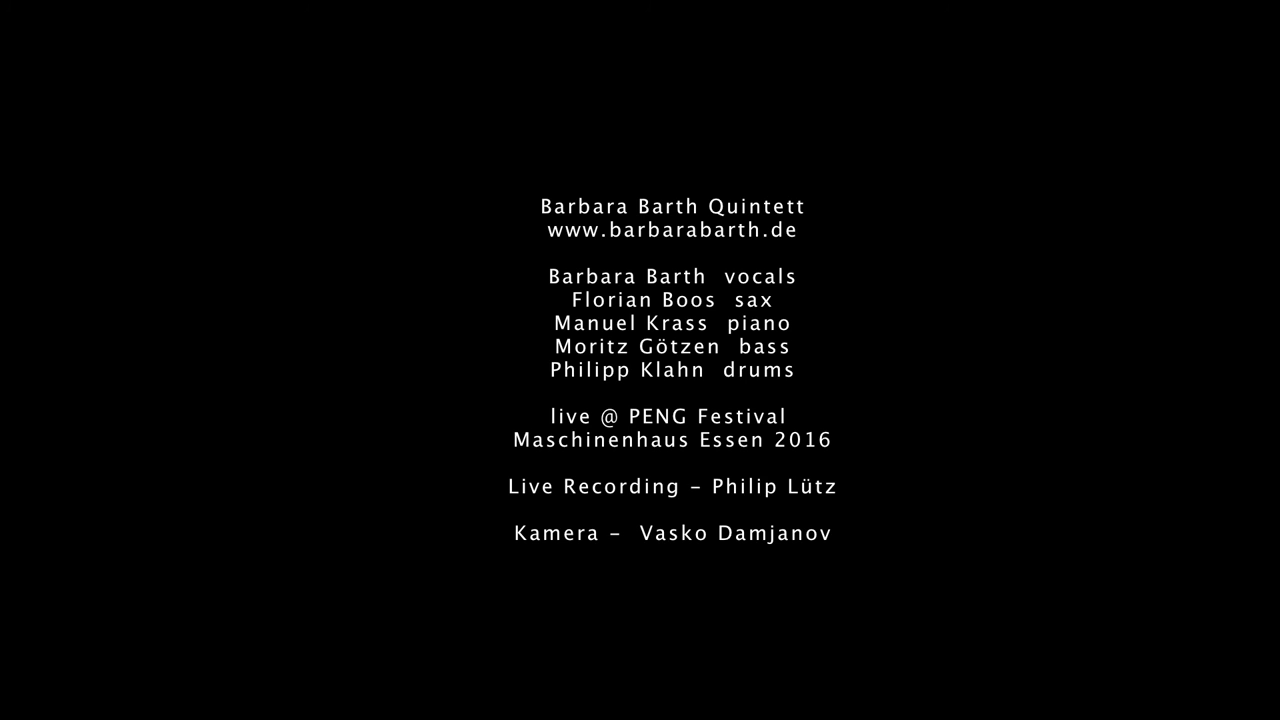 Barbara Barth Quintett
www.barbarabarth.de
Barbara Barth vocals
Florian Boos sax
Manuel Krass piano
Moritz Götzen bass
Philipp Klahn drums
live @ PENG Festival
Maschinenhaus Essen 2016
Live Recording – Philip Lütz
Kamera – Vasko Damjanov